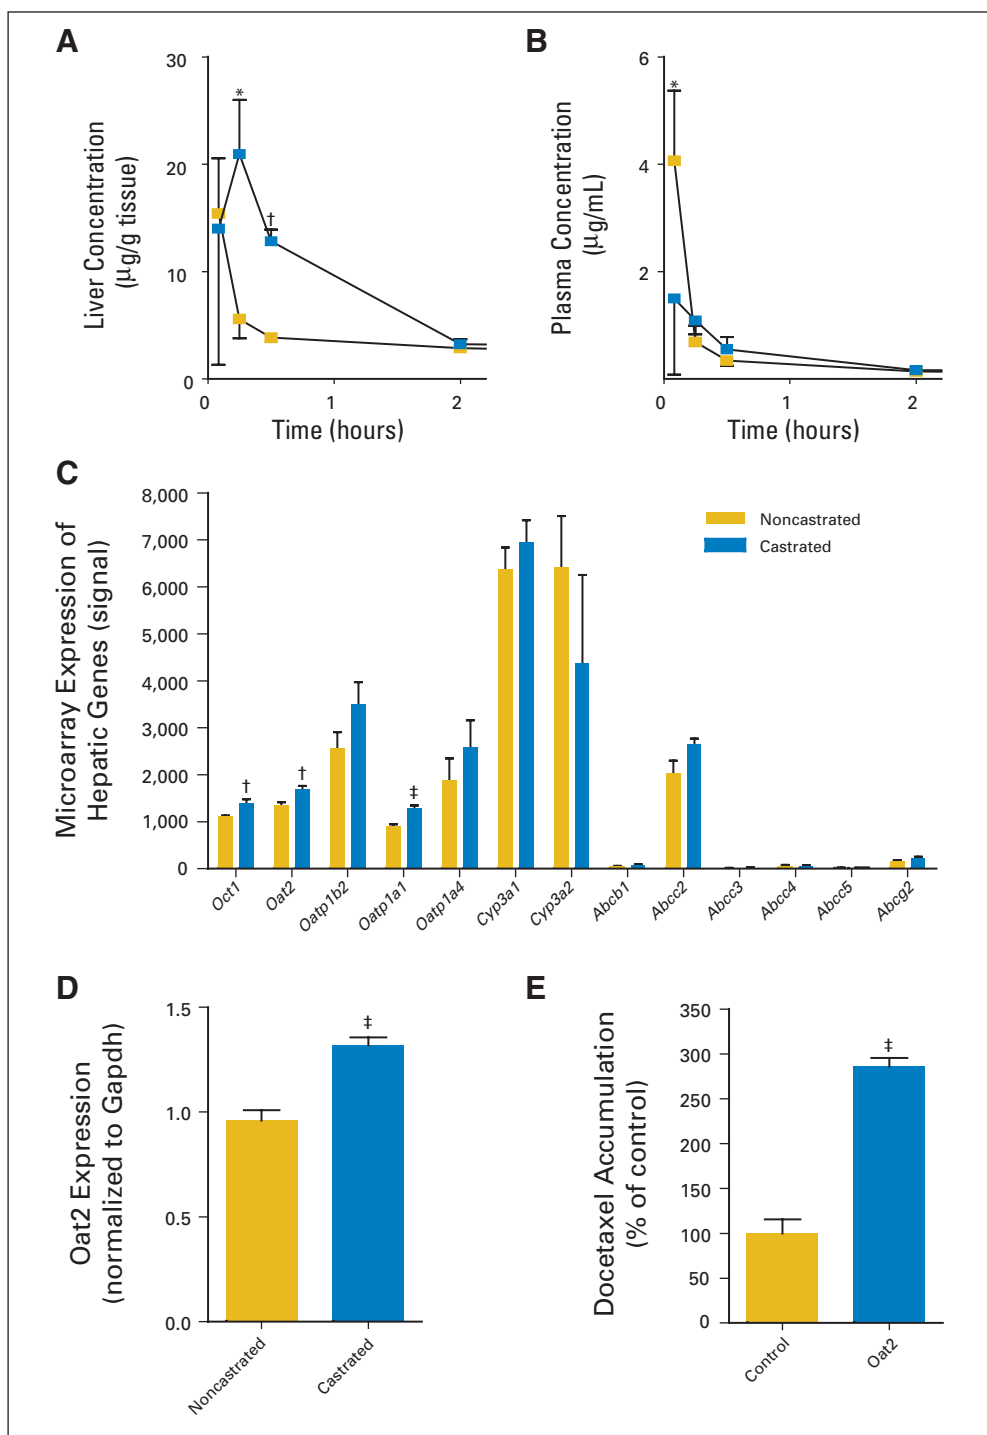 A
Liver Concentration
(μg/g tissue)
30
20
10
0
*
†
0 1 2
Time (hours)
B
Plasma Concentration
(μg/mL)
6
4
2
*
0 1 2
Time (hours)
C
Microarray Expression of
Hepatic Genes (signal)
8,000
7,000
6,000
5,000
4,000
3,000
2,000
1,000
0
Noncastrated
Castrated
† † ‡
Oct1 Oat2 Oatp1b2 Oatp1a1 Oatp1a4 Cyp3a1 Cyp3a2 Abcb1 Abcc2 Abcc3 Abcc4 Abcc5 Abcg2
D
Oat2 Expression
(normalized to Gapdh)
1.5
1.0
0.5
0.0
‡
Noncastrated Castrated
E
Docetaxel Accumulation
(% of control)
350
300
250
200
150
100
50
0
‡
Control Oat2